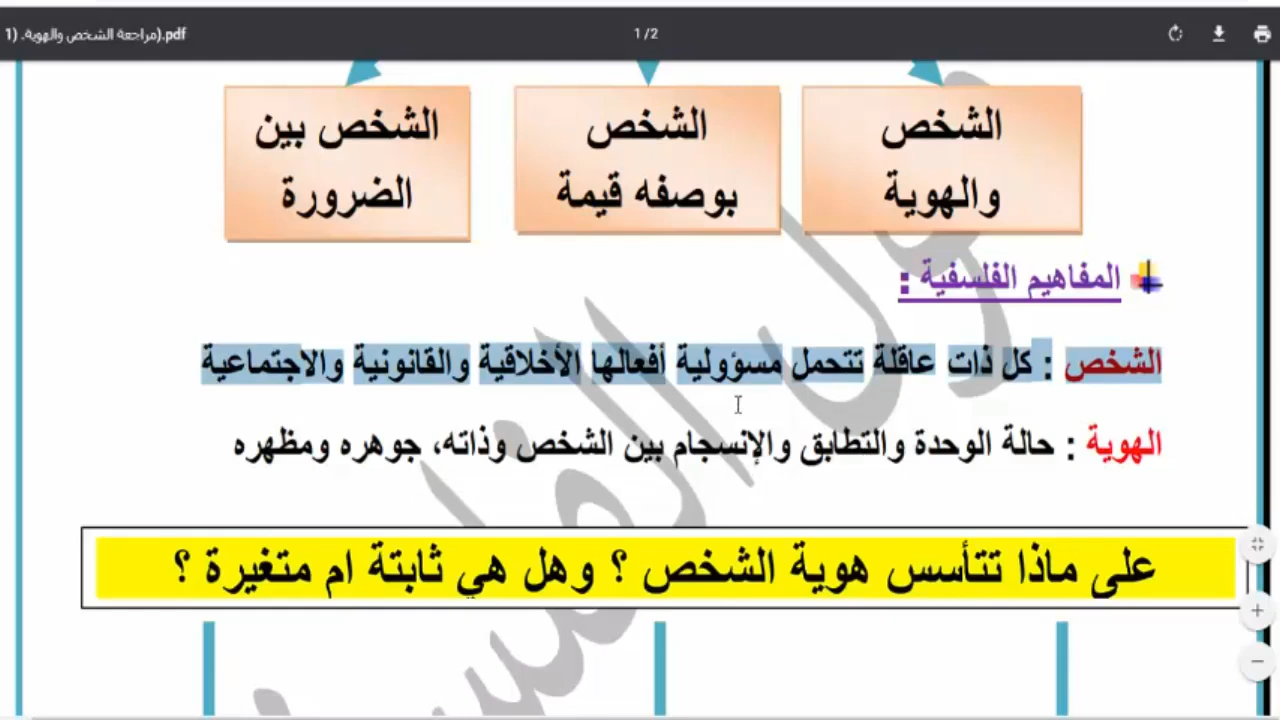 مراجعة الشخص والهوية. (1).pdf
1/2
الشخص
والهوية
الشخص
بوصفه قيمة
الشخص بين
الضرورة
المفاهيم الفلسفية :
الشخص : كل ذات عاقلة تتحمل مسؤولية أفعالها الأخلاقية والقانونية والاجتماعية
الهوية : حالة الوحدة والتطابق والإنسجام بين الشخص وذاته، جوهره ومظهره
على ماذا تتأسس هوية الشخص ؟ وهل هي ثابتة ام متغيرة ؟